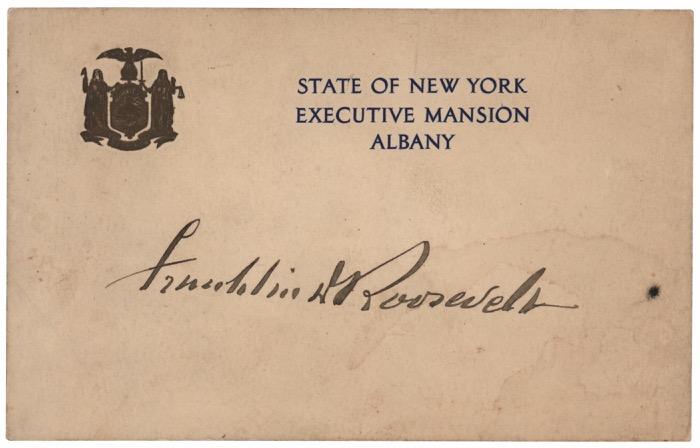 STATE OF NEW YORK
EXECUTIVE MANSION
ALBANY
Franklin D Roosevelt